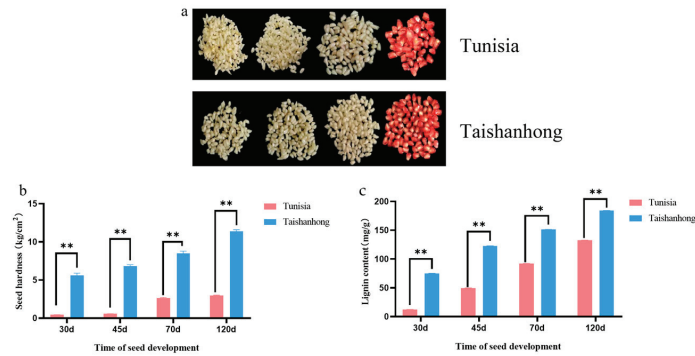 a
Tunisia
Taishanhong
b
Tunisia
Taishanhong
Seed hardness (kg/cm²)
15
10
5
0
**
**
**
**
30d 45d 70d 120d
Time of seed development
c
Tunisia
Taishanhong
Lignin content(mg/g)
200
150
100
50
0
**
**
**
**
30d 45d 70d 120d
Time of seed development